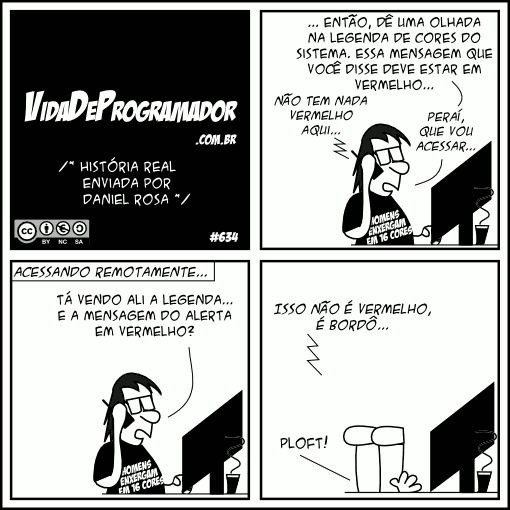 VIDADEPROGRAMADOR
.COM.BR
/* HISTÓRIA REAL
ENVIADA POR
DANIEL ROSA */
CC
BY NC SA
#634
... ENTÃO, DÊ UMA OLHADA
NA LEGENDA DE CORES DO
SISTEMA. ESSA MENSAGEM QUE
VOCÊ DISSE DEVE ESTAR EM
VERMELHO...
NÃO TEM NADA
VERMELHO
AQUI...
PERAÍ,
QUE VOU
ACESSAR...
HOMENS
ENXERGAM
EM 16 CORES
ACESSANDO REMOTAMENTE...
TÁ VENDO ALI A LEGENDA...
E A MENSAGEM DO ALERTA
EM VERMELHO?
HOMENS
ENXERGAM
EM 16 CORES
ISSO NÃO É VERMELHO,
É BORDÔ...
PLOFT!